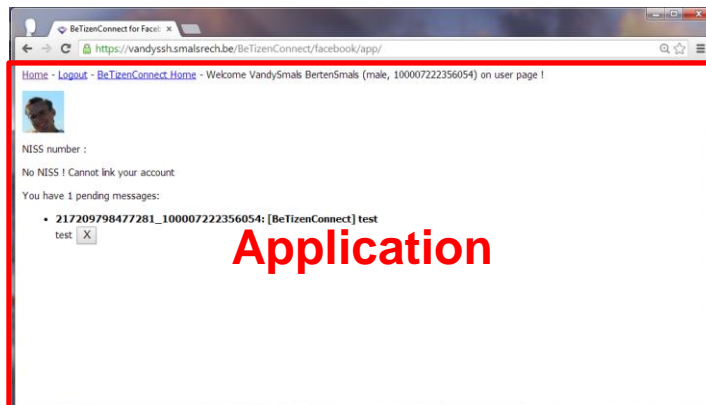 BeTizenConnect for Faceb
https://vandyssh.smalsrech.be/BeTizenConnect/facebook/app/
Home - Logout - BeTizenConnect Home - Welcome VandySmals BertenSmals (male, 100007222356054) on user page !
NISS number :
No NISS ! Cannot link your account
You have 1 pending messages:
• 217209798477281_100007222356054: [BeTizenConnect] test
test X
Application